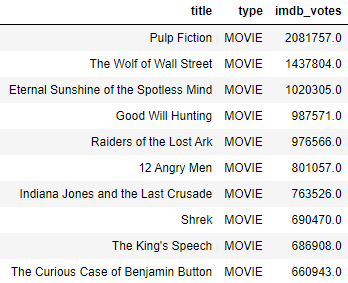 title type imdb_votes
Pulp Fiction MOVIE 2081757.0
The Wolf of Wall Street MOVIE 1437804.0
Eternal Sunshine of the Spotless Mind MOVIE 1020305.0
Good Will Hunting MOVIE 987571.0
Raiders of the Lost Ark MOVIE 976566.0
12 Angry Men MOVIE 801057.0
Indiana Jones and the Last Crusade MOVIE 763526.0
Shrek MOVIE 690470.0
The King's Speech MOVIE 686908.0
The Curious Case of Benjamin Button MOVIE 660943.0